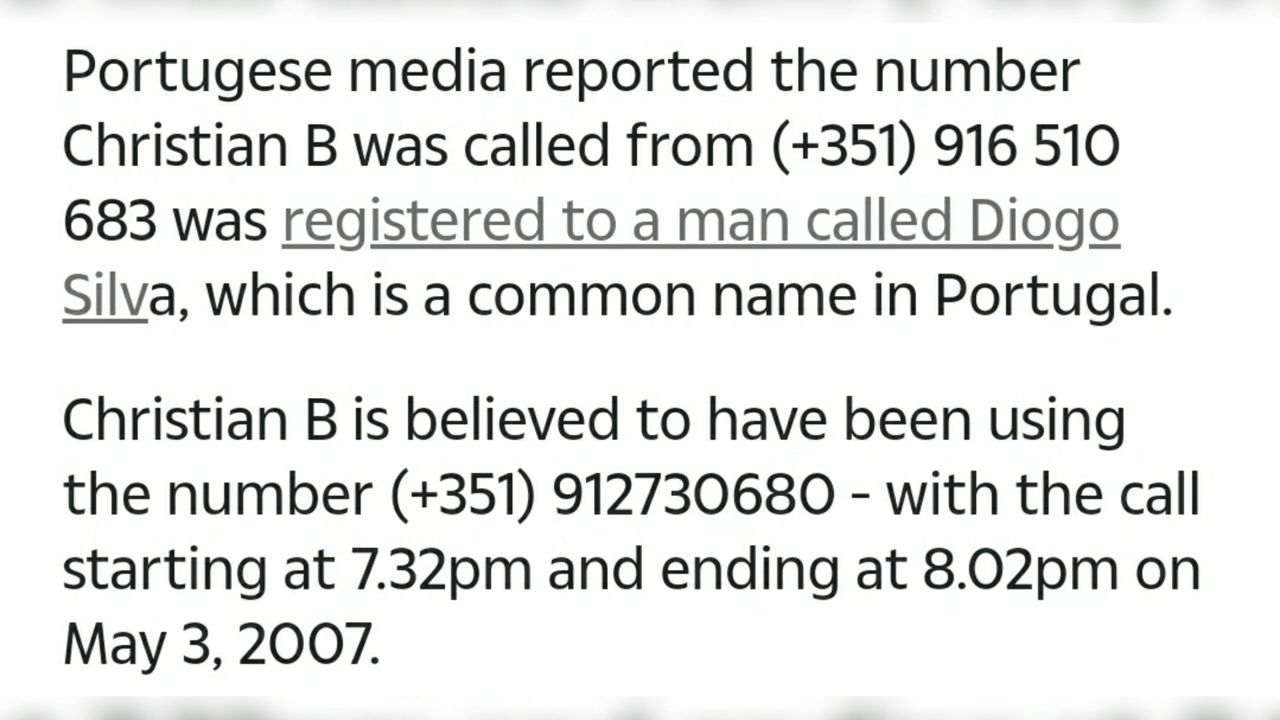 Portugese media reported the number
Christian B was called from (+351) 916 510
683 was registered to a man called Diogo
Silva, which is a common name in Portugal.
Christian B is believed to have been using
the number (+351) 912730680 - with the call
starting at 7.32pm and ending at 8.02pm on
May 3, 2007.